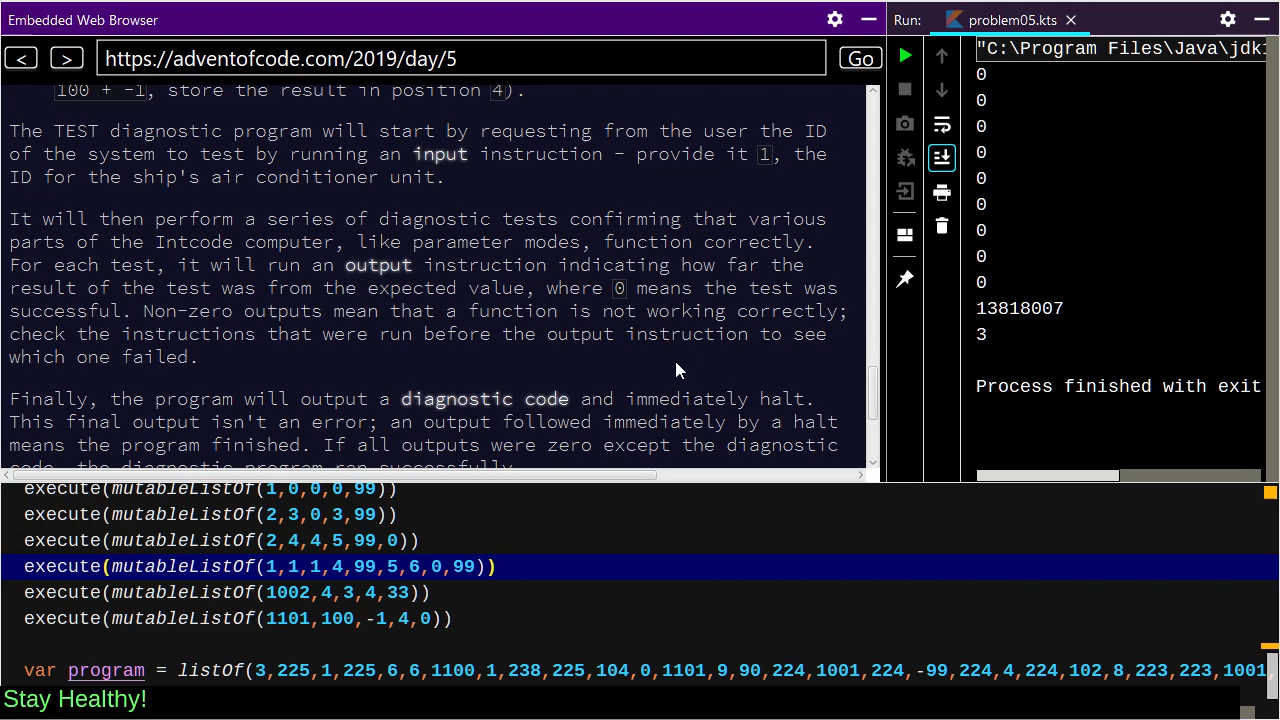 Embedded Web Browser
Run: problem05.kts
< > https://adventofcode.com/2019/day/5 Go
100 + -1, store the result in position 4).
The TEST diagnostic program will start by requesting from the user the ID
of the system to test by running an input instruction - provide it 1, the
ID for the ship's air conditioner unit.
It will then perform a series of diagnostic tests confirming that various
parts of the Intcode computer, like parameter modes, function correctly.
For each test, it will run an output instruction indicating how far the
result of the test was from the expected value, where 0 means the test was
successful. Non-zero outputs mean that a function is not working correctly;
check the instructions that were run before the output instruction to see
which one failed.
Finally, the program will output a diagnostic code and immediately halt.
This final output isn't an error; an output followed immediately by a halt
means the program finished. If all outputs were zero except the diagnostic
code, the diagnostic program ran successfully.
"C:\Program Files\Java\jdk1
0
0
0
0
0
0
0
0
0
13818007
3
Process finished with exit
execute(mutableListOf(1,0,0,0,99))
execute(mutableListOf(2,3,0,3,99))
execute(mutableListOf(2,4,4,5,99,0))
execute(mutableListOf(1,1,1,4,99,5,6,0,99))
execute(mutableListOf(1002,4,3,4,33))
execute(mutableListOf(1101,100,-1,4,0))
var program = listOf(3,225,1,225,6,6,1100,1,238,225,104,0,1101,9,90,224,1001,224,-99,224,4,224,102,8,223,223,1001,
Stay Healthy!